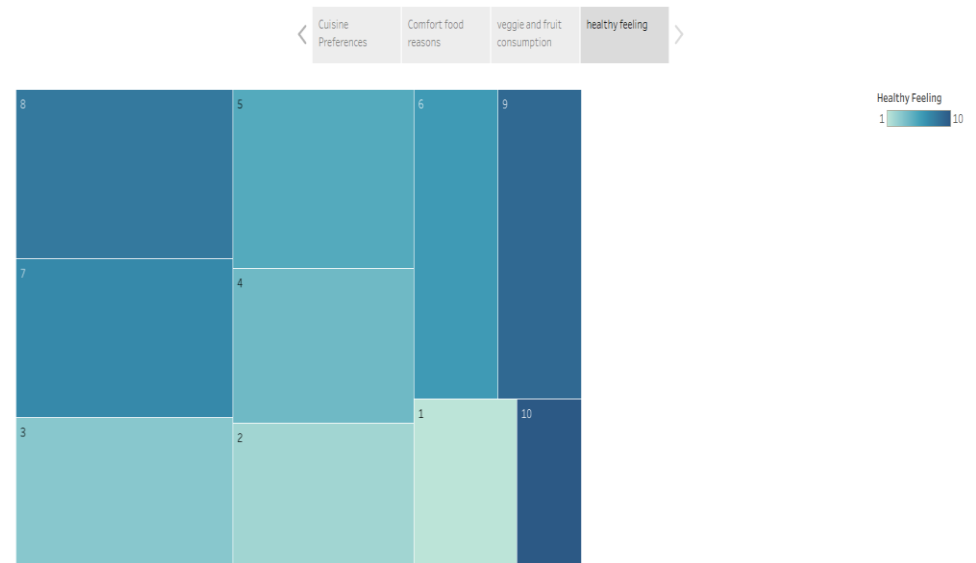 Cuisine
Preferences
Comfort food
reasons
veggie and fruit
consumption
healthy feeling
8
5
6
9
Healthy Feeling
1
10
7
4
3
2
1
10